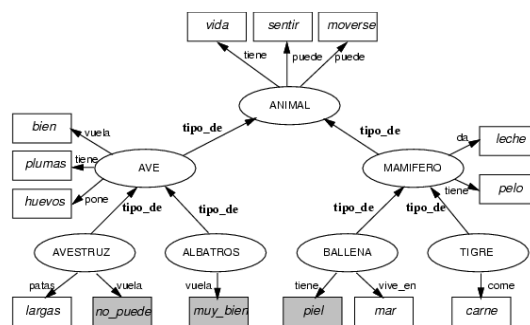 vida sentir moverse
tiene puede puede
ANIMAL
tipo_de tipo_de
bien vuela
plumas tiene AVE MAMIFERO da leche
huevos pone tiene pelo
tipo_de tipo_de tipo_de tipo_de
AVESTRUZ ALBATROS BALLENA TIGRE
patas vuela vuela tiene vive_en come
largas no_puede muy_bien piel mar carne